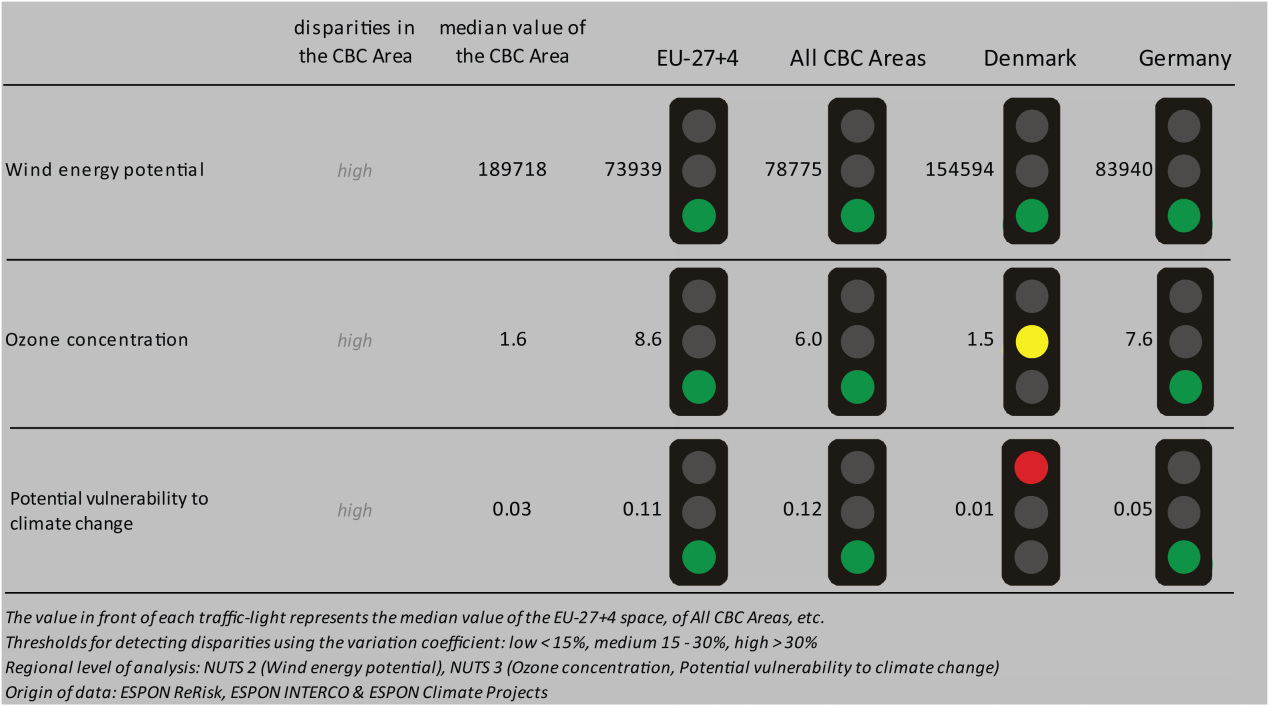 disparities in median value of
the CBC Area the CBC Area EU-27+4 All CBC Areas Denmark Germany
Wind energy potential high 189718 73939 78775 154594 83940
Ozone concentration high 1.6 8.6 6.0 1.5 7.6
Potential vulnerability to
climate change high 0.03 0.11 0.12 0.01 0.05
The value in front of each traffic-light represents the median value of the EU-27+4 space, of All CBC Areas, etc.
Thresholds for detecting disparities using the variation coefficient: low < 15%, medium 15 - 30%, high > 30%
Regional level of analysis: NUTS 2 (Wind energy potential), NUTS 3 (Ozone concentration, Potential vulnerability to climate change)
Origin of data: ESPON ReRisk, ESPON INTERCO & ESPON Climate Projects